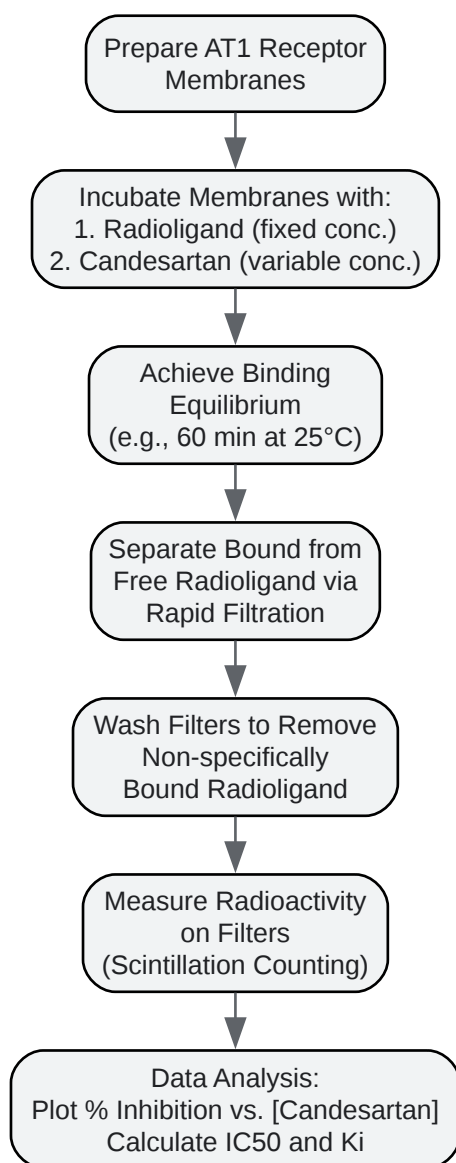 Prepare AT1 Receptor
Membranes
Incubate Membranes with:
1. Radioligand (fixed conc.)
2. Candesartan (variable conc.)
Achieve Binding
Equilibrium
(e.g., 60 min at 25°C)
Separate Bound from
Free Radioligand via
Rapid Filtration
Wash Filters to Remove
Non-specifically
Bound Radioligand
Measure Radioactivity
on Filters
(Scintillation Counting)
Data Analysis:
Plot % Inhibition vs. [Candesartan]
Calculate IC50 and Ki